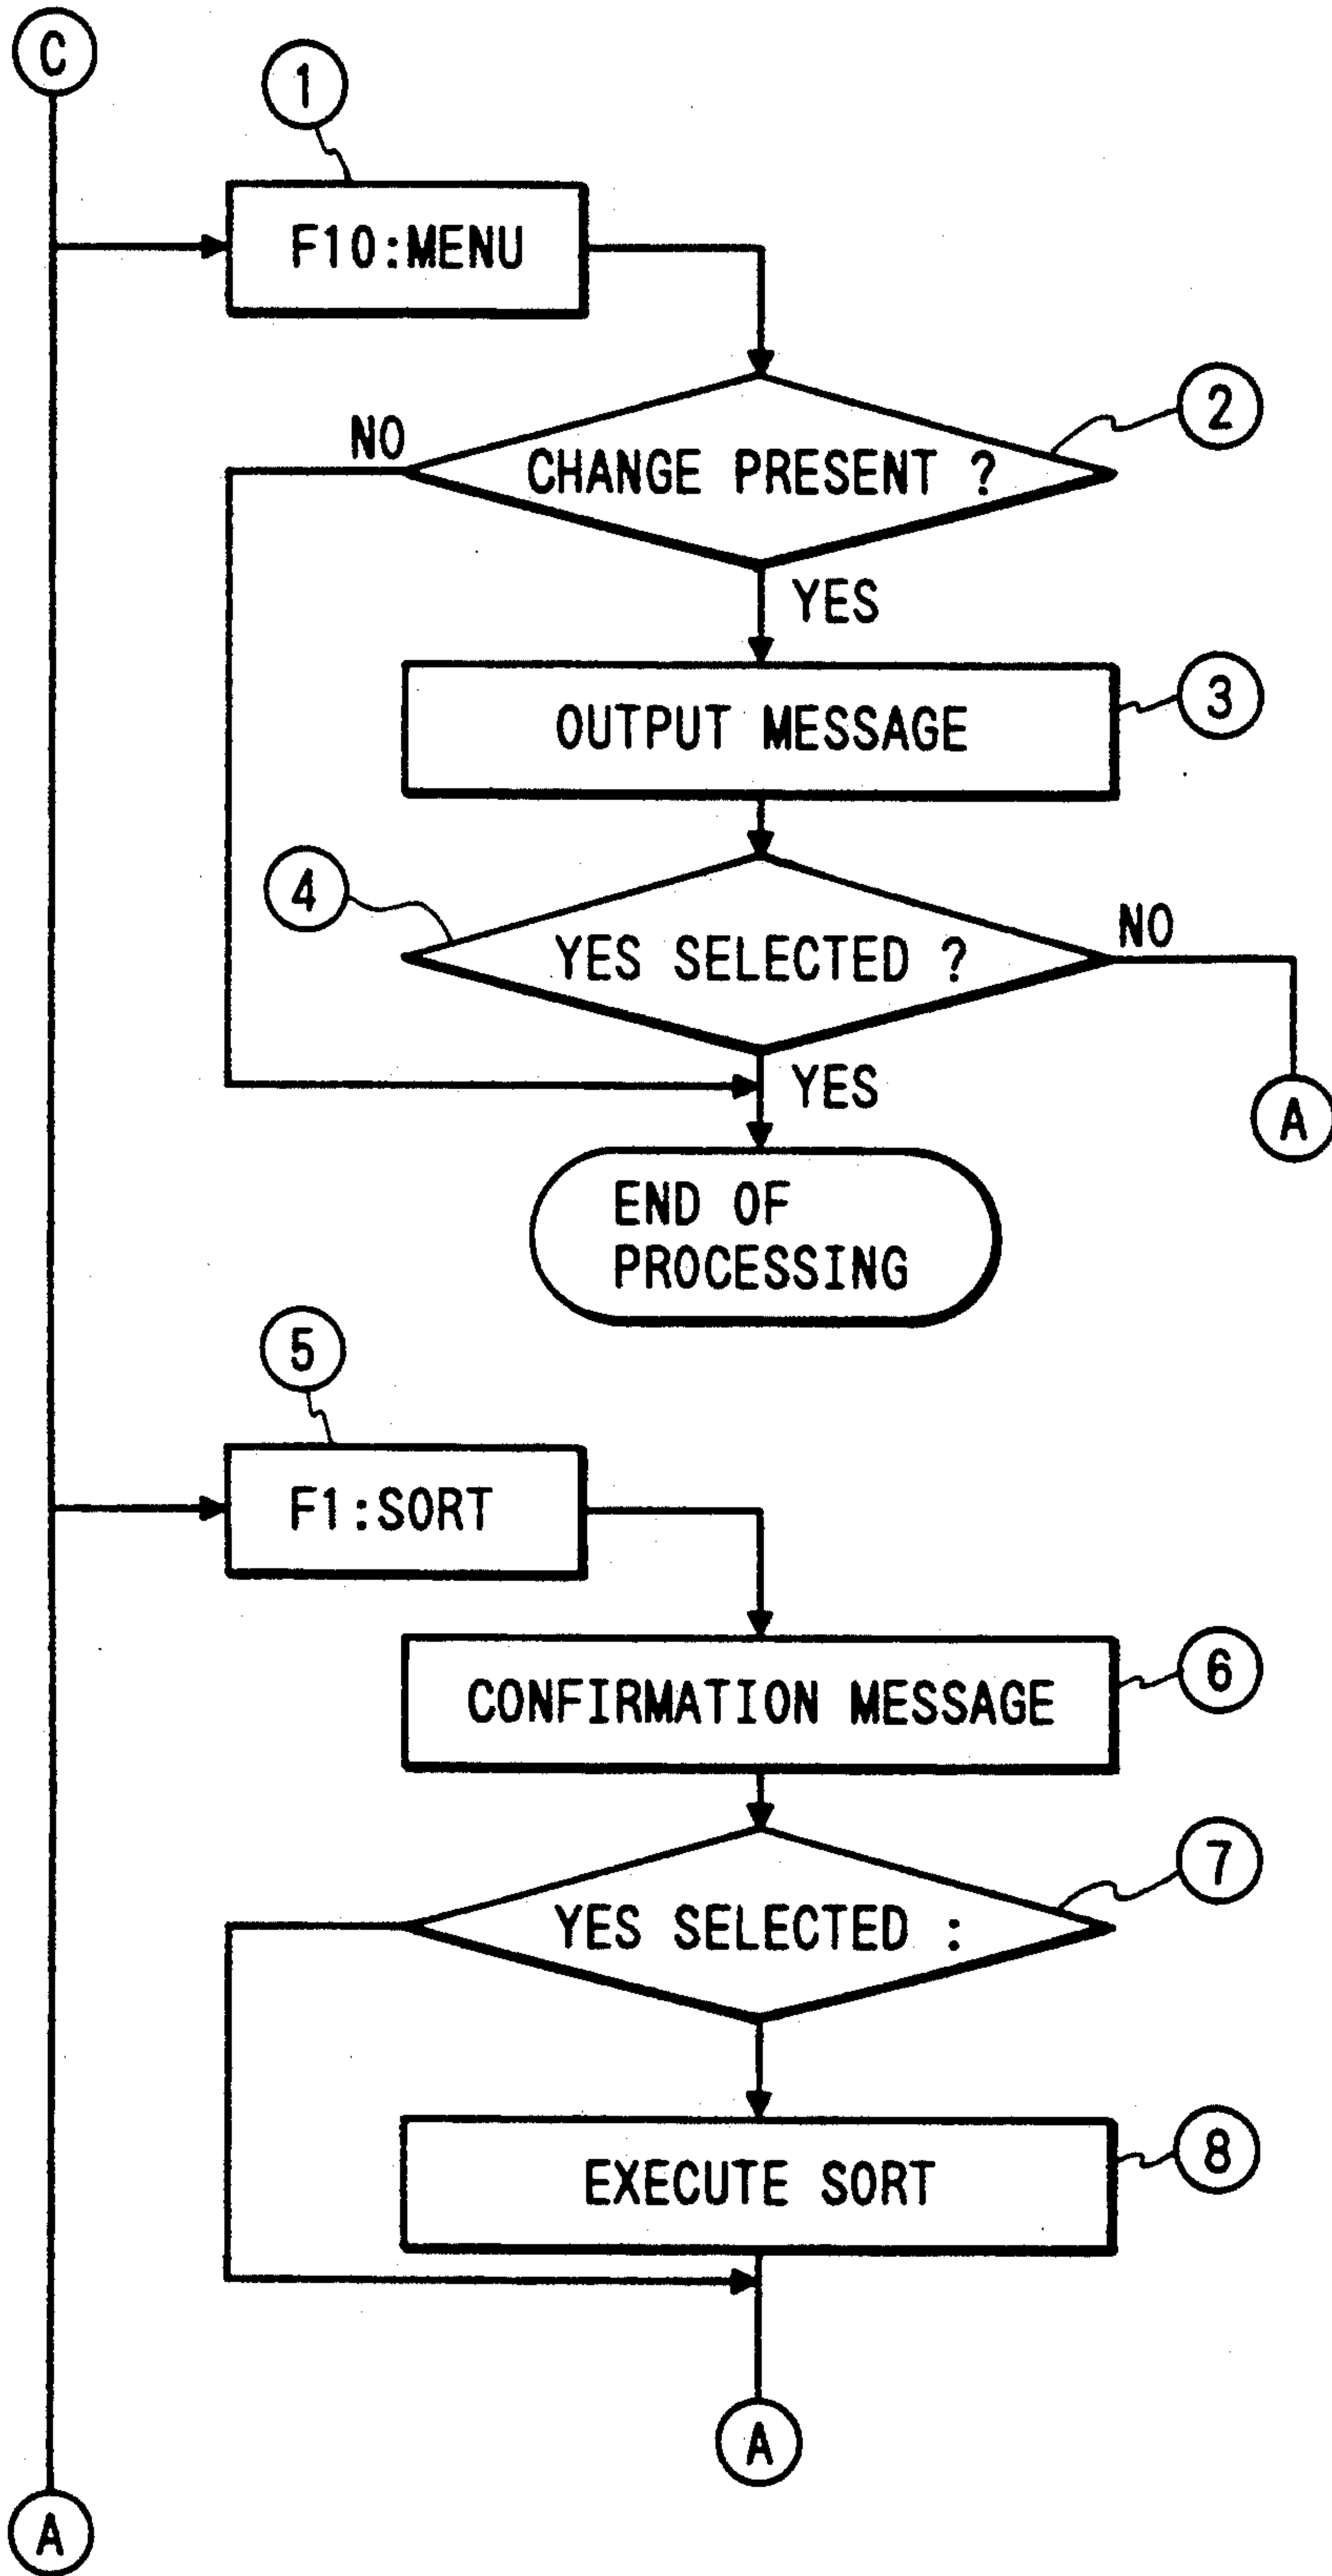 C
1
F10:MENU
2
NO
CHANGE PRESENT ?
YES
3
OUTPUT MESSAGE
4
NO
YES SELECTED ?
YES
A
END OF
PROCESSING
5
F1:SORT
6
CONFIRMATION MESSAGE
7
YES SELECTED :
8
EXECUTE SORT
A
A